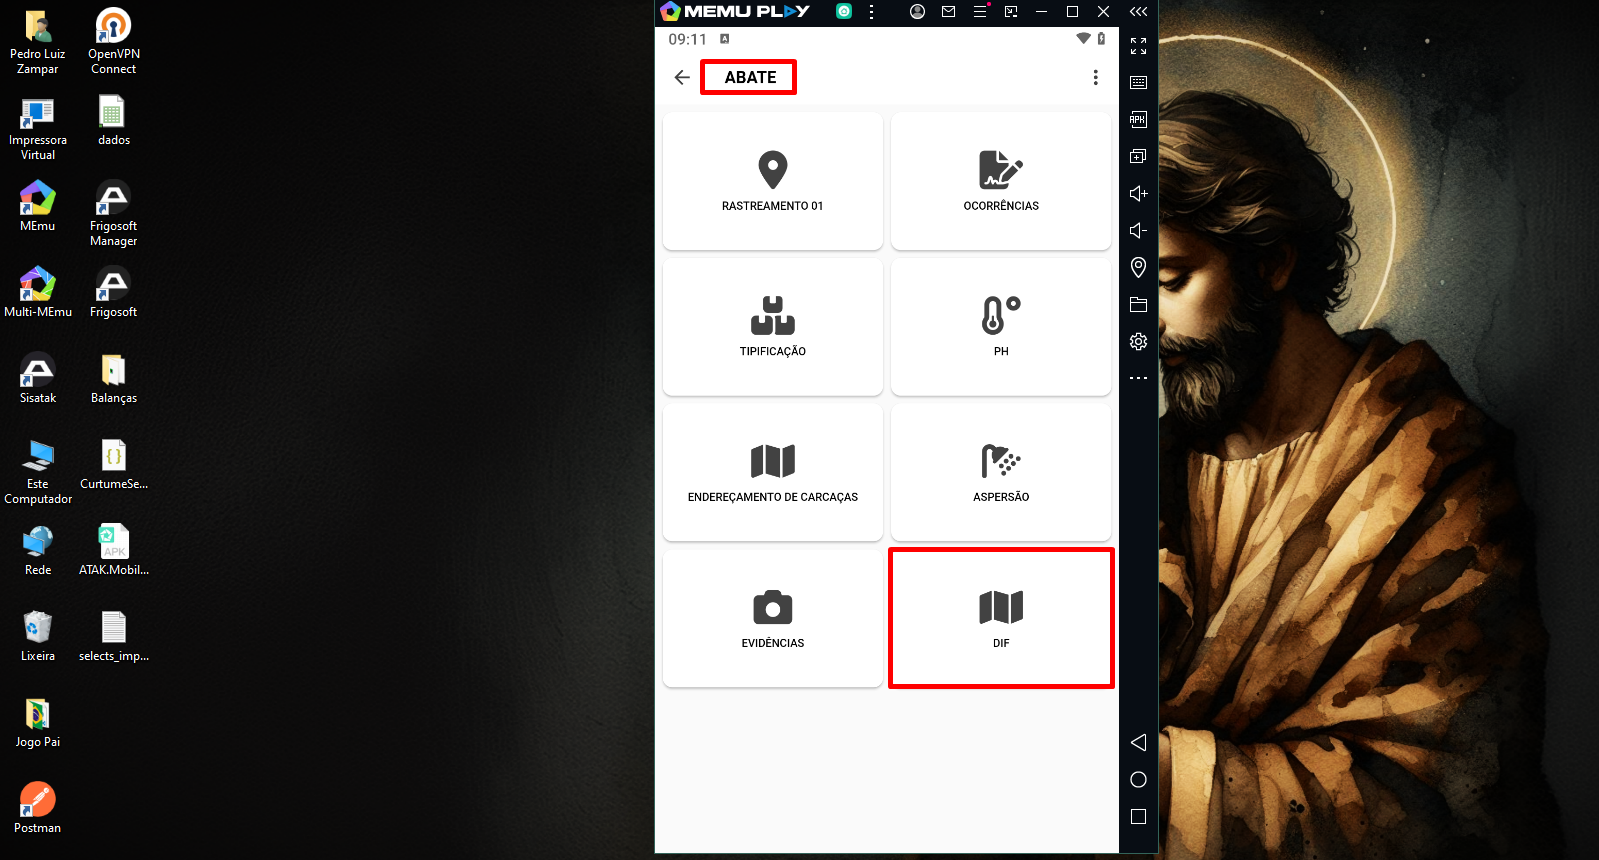 Pedro Luiz
Zampar
OpenVPN
Connect
Impressora
Virtual
dados
MEmu
Frigosoft
Manager
Multi-MEmu
Frigosoft
Sisatak
Balanças
Este
Computador
CurtumeSe...
Rede
APK
ATAK.Mobil...
Lixeira
selects_imp...
Jogo Pai
Postman
MEMU PLAY
09:11
A
ABATE
RASTREAMENTO 01
OCORRÊNCIAS
TIPIFICAÇÃO
PH
ENDEREÇAMENTO DE CARCAÇAS
ASPERSÃO
EVIDÊNCIAS
DIF
APK